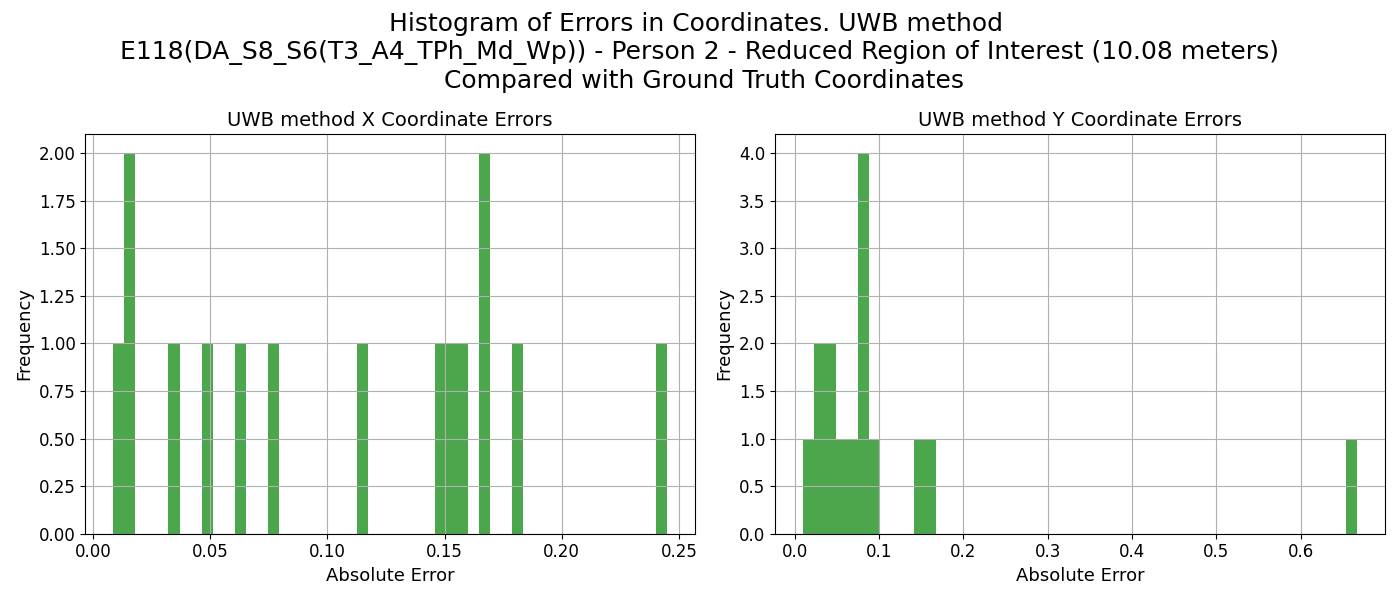 Histogram of Errors in Coordinates. UWB method
E118(DA_S8_S6(T3_A4_TPh_Md_Wp)) - Person 2 - Reduced Region of Interest (10.08 meters)
Compared with Ground Truth Coordinates
UWB method X Coordinate Errors
2.00
1.75
1.50
1.25
1.00
0.75
0.50
0.25
0.00
Frequency
0.00 0.05 0.10 0.15 0.20 0.25
Absolute Error
UWB method Y Coordinate Errors
4.0
3.5
3.0
2.5
2.0
1.5
1.0
0.5
0.0
Frequency
0.0 0.1 0.2 0.3 0.4 0.5 0.6
Absolute Error